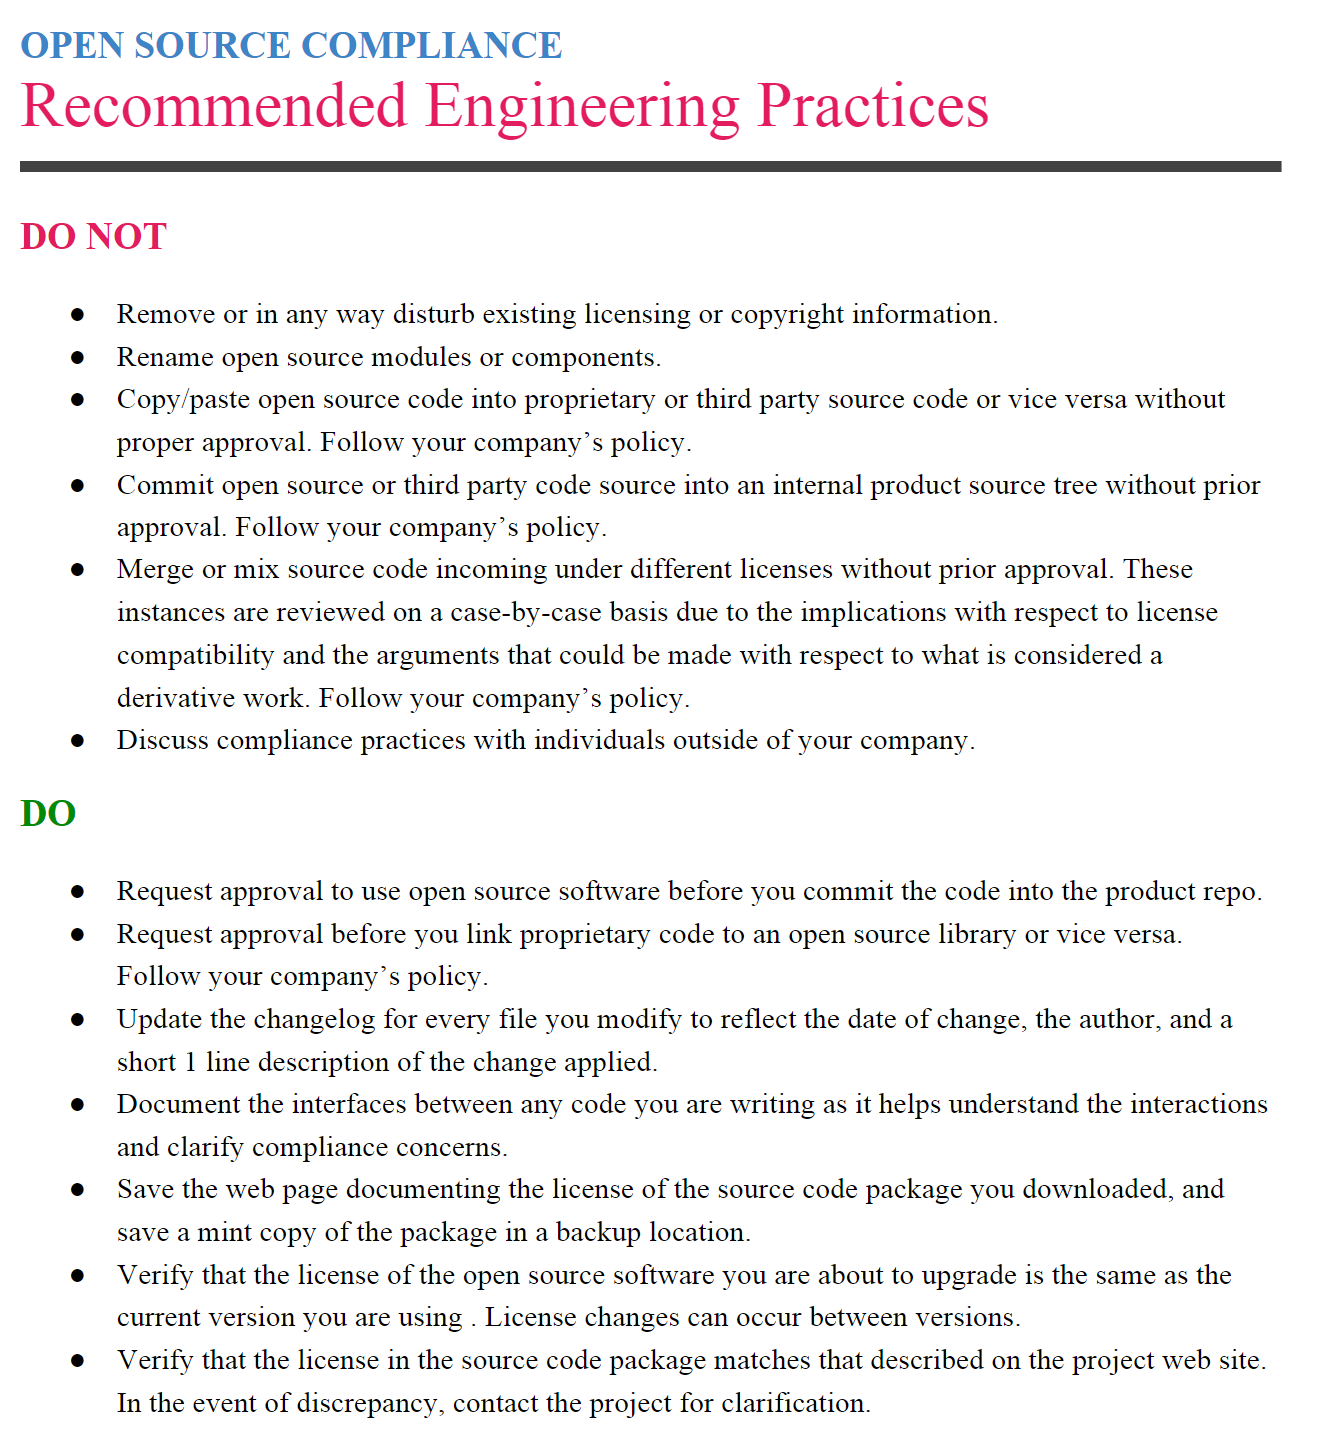 OPEN SOURCE COMPLIANCE
Recommended Engineering Practices
DO NOT
● Remove or in any way disturb existing licensing or copyright information.
● Rename open source modules or components.
● Copy/paste open source code into proprietary or third party source code or vice versa without
proper approval. Follow your company’s policy.
● Commit open source or third party code source into an internal product source tree without prior
approval. Follow your company’s policy.
● Merge or mix source code incoming under different licenses without prior approval. These
instances are reviewed on a case-by-case basis due to the implications with respect to license
compatibility and the arguments that could be made with respect to what is considered a
derivative work. Follow your company’s policy.
● Discuss compliance practices with individuals outside of your company.
DO
● Request approval to use open source software before you commit the code into the product repo.
● Request approval before you link proprietary code to an open source library or vice versa.
Follow your company’s policy.
● Update the changelog for every file you modify to reflect the date of change, the author, and a
short 1 line description of the change applied.
● Document the interfaces between any code you are writing as it helps understand the interactions
and clarify compliance concerns.
● Save the web page documenting the license of the source code package you downloaded, and
save a mint copy of the package in a backup location.
● Verify that the license of the open source software you are about to upgrade is the same as the
current version you are using . License changes can occur between versions.
● Verify that the license in the source code package matches that described on the project web site.
In the event of discrepancy, contact the project for clarification.